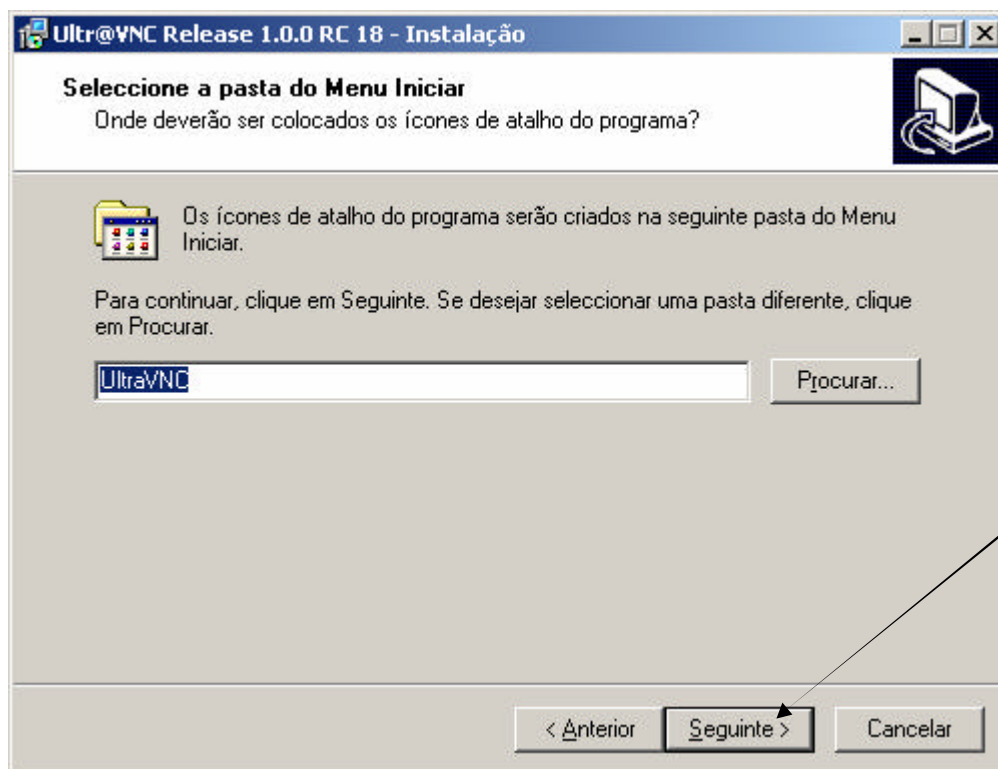 Ultr@VNC Release 1.0.0 RC 18 - Instalação
Seleccione a pasta do Menu Iniciar
Onde deverão ser colocados os ícones de atalho do programa?
Os ícones de atalho do programa serão criados na seguinte pasta do Menu
Iniciar.
Para continuar, clique em Seguinte. Se desejar seleccionar uma pasta diferente, clique
em Procurar.
UltraVNC
Procurar...
< Anterior
Seguinte >
Cancelar